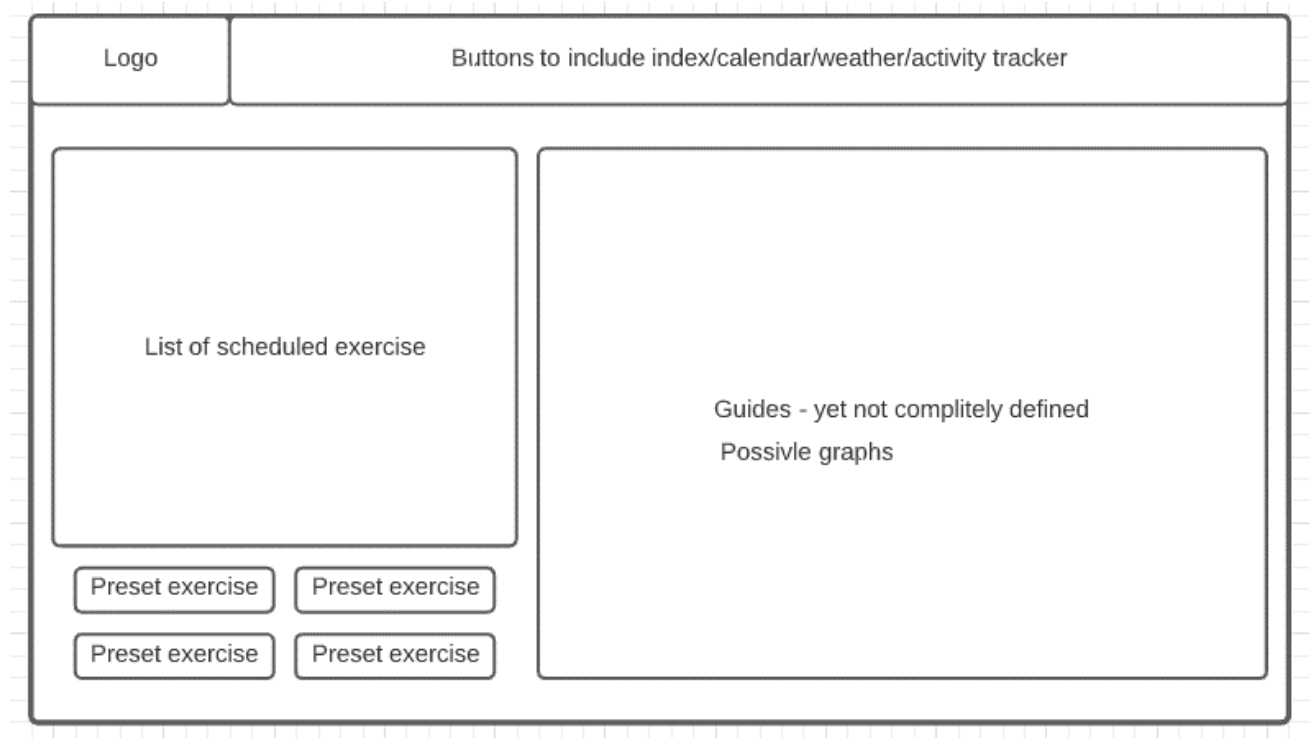 Logo
Buttons to include index/calendar/weather/activity tracker
List of scheduled exercise
Guides - yet not complitely defined
Possivle graphs
Preset exercise
Preset exercise
Preset exercise
Preset exercise